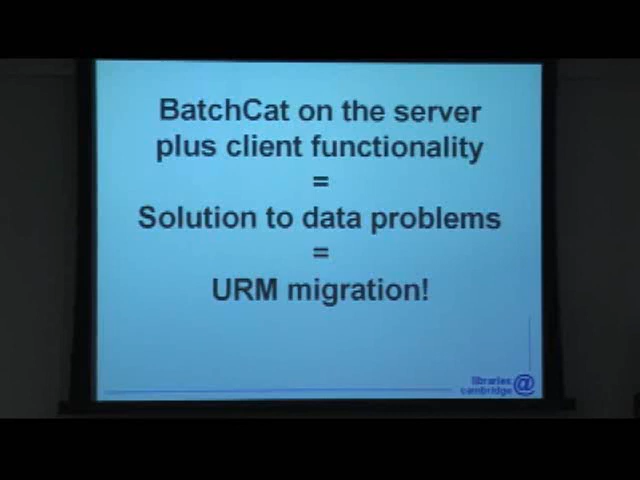 BatchCat on the server
plus client functionality
=
Solution to data problems
=
URM migration!
libraries@
cambridge